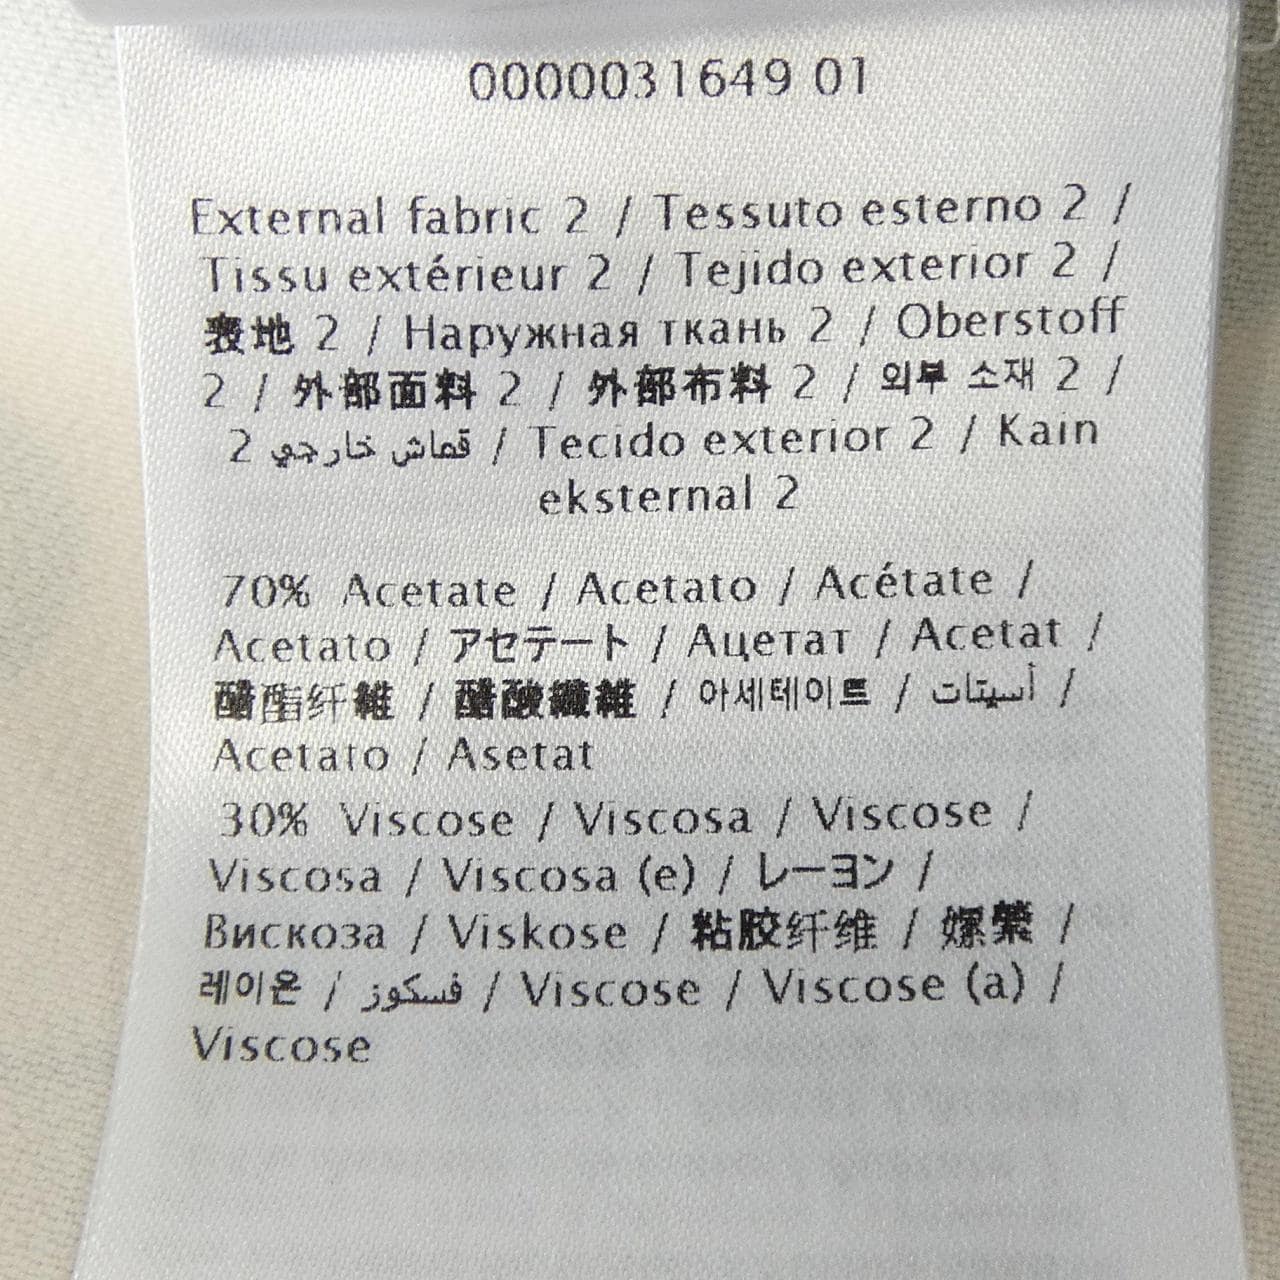 0000031649 01
External fabric 2 / Tessuto esterno 2 /
Tissu extérieur 2 / Tejido exterior 2 /
表地 2 / Наружная ткань 2 / Oberstoff
2 / 外部面料 2 / 外部布料 2 / 외부 소재 2 /
قماش خارجي 2 / Tecido exterior 2 / Kain
eksternal 2
70% Acetate / Acetato / Acétate /
Acetato / アセテート / Ацетат / Acetat /
醋酯纤維 / 醋酸纖維 / 아세테이트 / أسيتات /
Acetato / Asetat
30% Viscose / Viscosa / Viscose /
Viscosa / Viscosa (e) / レーヨン /
Вискоза / Viskose / 粘胶纤维 / 嫘縈 /
레이온 / فسكوز / Viscose / Viscose (a) /
Viscose